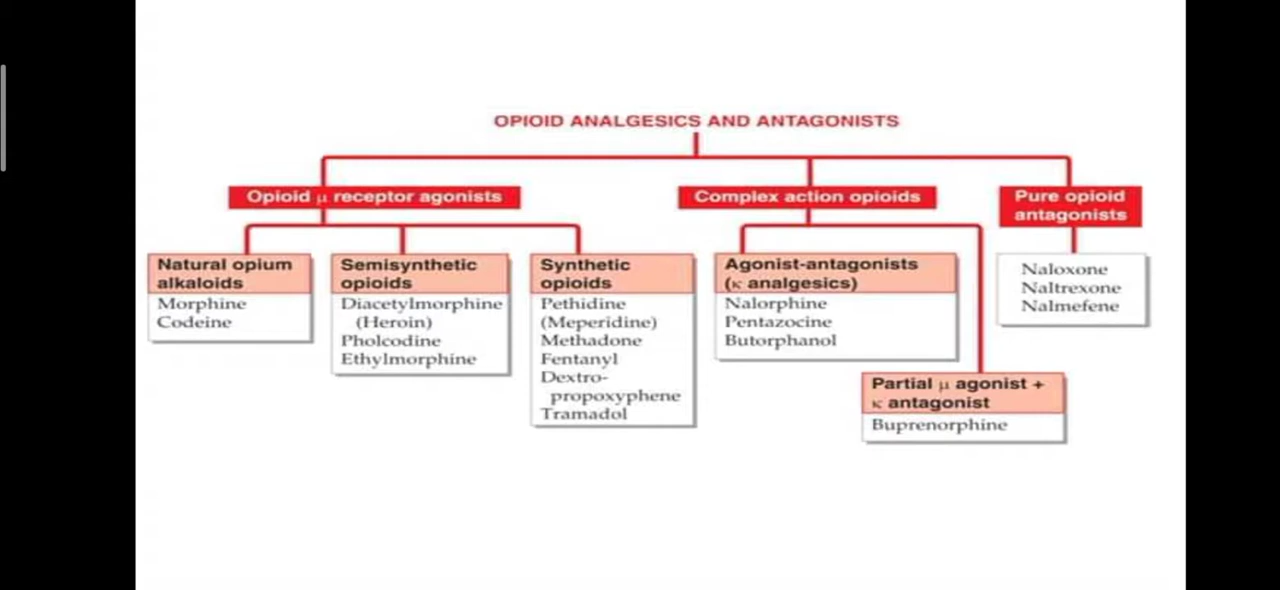 OPIOID ANALGESICS AND ANTAGONISTS
Opioid μ receptor agonists
Natural opium
alkaloids
Morphine
Codeine
Semisynthetic
opioids
Diacetylmorphine
(Heroin)
Pholcodine
Ethylmorphine
Synthetic
opioids
Pethidine
(Meperidine)
Methadone
Fentanyl
Dextro-
propoxyphene
Tramadol
Complex action opioids
Agonist-antagonists
(κ analgesics)
Nalorphine
Pentazocine
Butorphanol
Partial μ agonist +
κ antagonist
Buprenorphine
Pure opioid
antagonists
Naloxone
Naltrexone
Nalmefene